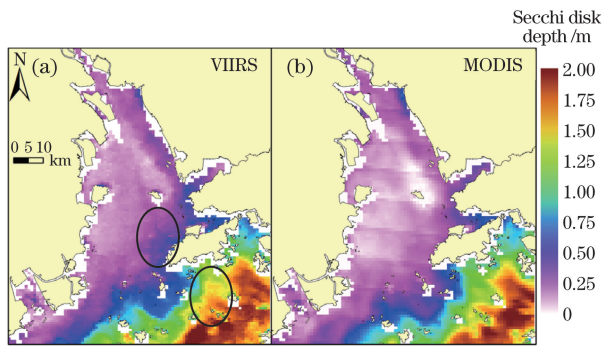 Secchi disk
depth /m
N
(a)
VIIRS
(b)
MODIS
0 5 10
km
2.00
1.75
1.50
1.25
1.00
0.75
0.50
0.25
0